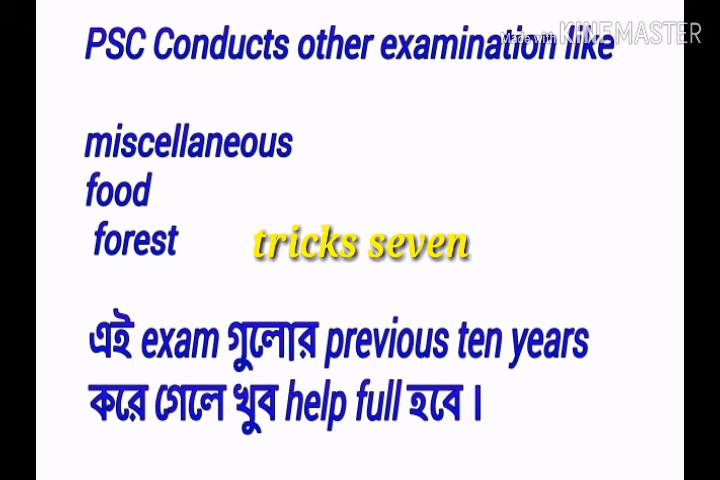 PSC Conducts other examination like
Made with KINEMASTER
miscellaneous
food
forest
tricks seven
এই exam গুলোর previous ten years
করে গেলে খুব help full হবে ।